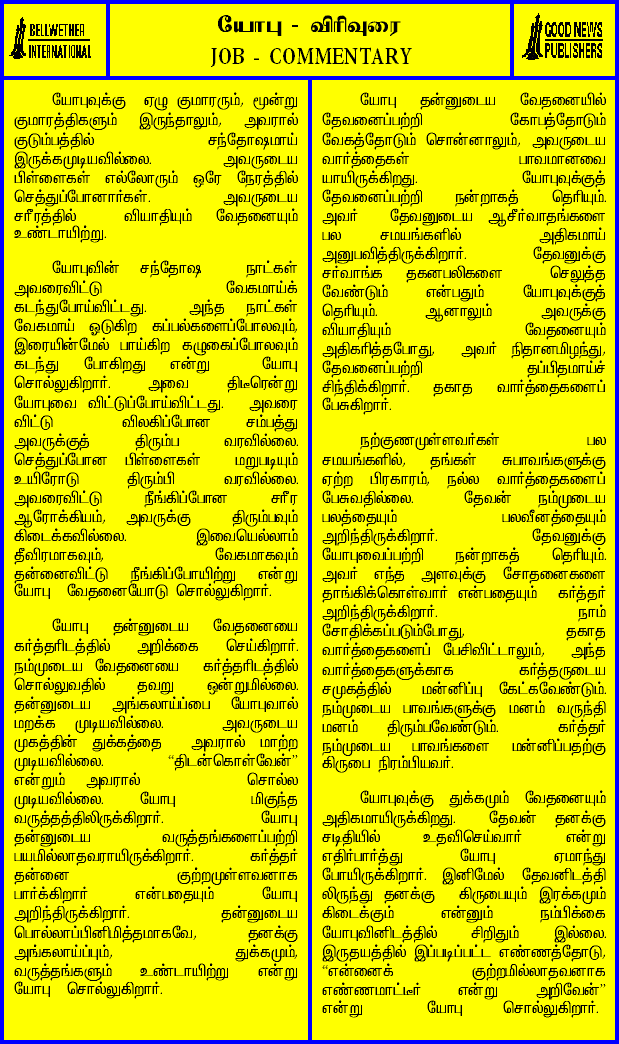 BELLWETHER
INTERNATIONAL
யோபு - விரிவுரை
JOB - COMMENTARY
GOOD NEWS
PUBLISHERS
யோபுவுக்கு ஏழு குமாரரும், மூன்று
குமாரத்திகளும் இருந்தாலும், அவரால்
குடும்பத்தில் சந்தோஷமாய்
இருக்கமுடியவில்லை. அவருடைய
பிள்ளைகள் எல்லோரும் ஒரே நேரத்தில்
செத்துப்போனார்கள். அவருடைய
சரீரத்தில் வியாதியும் வேதனையும்
உண்டாயிற்று.
யோபுவின் சந்தோஷ நாட்கள்
அவரைவிட்டு வேகமாய்க்
கடந்துபோய்விட்டது. அந்த நாட்கள்
வேகமாய் ஓடுகிற கப்பல்களைப்போலவும்,
இரையின்மேல் பாய்கிற கழுகைப்போலவும்
கடந்து போகிறது என்று யோபு
சொல்லுகிறார். அவை திடீரென்று
யோபுவை விட்டுப்போய்விட்டது. அவரை
விட்டு விலகிப்போன சம்பத்து
அவருக்குத் திரும்ப வரவில்லை.
செத்துப்போன பிள்ளைகள் மறுபடியும்
உயிரோடு திரும்பி வரவில்லை.
அவரைவிட்டு நீங்கிப்போன சரீர
ஆரோக்கியம், அவருக்கு திரும்பவும்
கிடைக்கவில்லை. இவையெல்லாம்
தீவிரமாகவும், வேகமாகவும்
தன்னைவிட்டு நீங்கிப்போயிற்று என்று
யோபு வேதனையோடு சொல்லுகிறார்.
யோபு தன்னுடைய வேதனையை
கர்த்தரிடத்தில் அறிக்கை செய்கிறார்.
நம்முடைய வேதனையை கர்த்தரிடத்தில்
சொல்லுவதில் தவறு ஒன்றுமில்லை.
தன்னுடைய அங்கலாய்ப்பை யோபுவால்
மறக்க முடியவில்லை. அவருடைய
முகத்தின் துக்கத்தை அவரால் மாற்ற
முடியவில்லை. “திடன்கொள்வேன்”
என்றும் அவரால் சொல்ல
முடியவில்லை. யோபு மிகுந்த
வருத்தத்திலிருக்கிறார். யோபு
தன்னுடைய வருத்தங்களைப்பற்றி
பயமில்லாதவராயிருக்கிறார். கர்த்தர்
தன்னை குற்றமுள்ளவனாக
பார்க்கிறார் என்பதையும் யோபு
அறிந்திருக்கிறார். தன்னுடைய
பொல்லாப்பினிமித்தமாகவே, தனக்கு
அங்கலாய்ப்பும், துக்கமும்,
வருத்தங்களும் உண்டாயிற்று என்று
யோபு சொல்லுகிறார்.
யோபு தன்னுடைய வேதனையில்
தேவனைப்பற்றி கோபத்தோடும்
வேகத்தோடும் சொன்னாலும், அவருடைய
வார்த்தைகள் பாவமானவை
யாயிருக்கிறது. யோபுவுக்குத்
தேவனைப்பற்றி நன்றாகத் தெரியும்.
அவர் தேவனுடைய ஆசீர்வாதங்களை
பல சமயங்களில் அதிகமாய்
அனுபவித்திருக்கிறார். தேவனுக்கு
சர்வாங்க தகனபலிகளை செலுத்த
வேண்டும் என்பதும் யோபுவுக்குத்
தெரியும். ஆனாலும் அவருக்கு
வியாதியும் வேதனையும்
அதிகரித்தபோது, அவர் நிதானமிழந்து,
தேவனைப்பற்றி தப்பிதமாய்ச்
சிந்திக்கிறார். தகாத வார்த்தைகளைப்
பேசுகிறார்.
நற்குணமுள்ளவர்கள் பல
சமயங்களில், தங்கள் சுபாவங்களுக்கு
ஏற்ற பிரகாரம், நல்ல வார்த்தைகளைப்
பேசுவதில்லை. தேவன் நம்முடைய
பலத்தையும் பலவீனத்தையும்
அறிந்திருக்கிறார். தேவனுக்கு
யோபுவைப்பற்றி நன்றாகத் தெரியும்.
அவர் எந்த அளவுக்கு சோதனைகளை
தாங்கிக்கொள்வார் என்பதையும் கர்த்தர்
அறிந்திருக்கிறார். நாம்
சோதிக்கப்படும்போது, தகாத
வார்த்தைகளைப் பேசிவிட்டாலும், அந்த
வார்த்தைகளுக்காக கர்த்தருடைய
சமுகத்தில் மன்னிப்பு கேட்கவேண்டும்.
நம்முடைய பாவங்களுக்கு மனம் வருந்தி
மனம் திரும்பவேண்டும். கர்த்தர்
நம்முடைய பாவங்களை மன்னிப்பதற்கு
கிருபை நிரம்பியவர்.
யோபுவுக்கு துக்கமும் வேதனையும்
அதிகமாயிருக்கிறது. தேவன் தனக்கு
சடிதியில் உதவிசெய்வார் என்று
எதிர்பார்த்து யோபு ஏமாந்து
போயிருக்கிறார். இனிமேல் தேவனிடத்தி
லிருந்து தனக்கு கிருபையும் இரக்கமும்
கிடைக்கும் என்னும் நம்பிக்கை
யோபுவினிடத்தில் சிறிதும் இல்லை.
இருதயத்தில் இப்படிப்பட்ட எண்ணத்தோடு,
“என்னைக் குற்றமில்லாதவனாக
எண்ணமாட்டீர் என்று அறிவேன்”
என்று யோபு சொல்லுகிறார்.